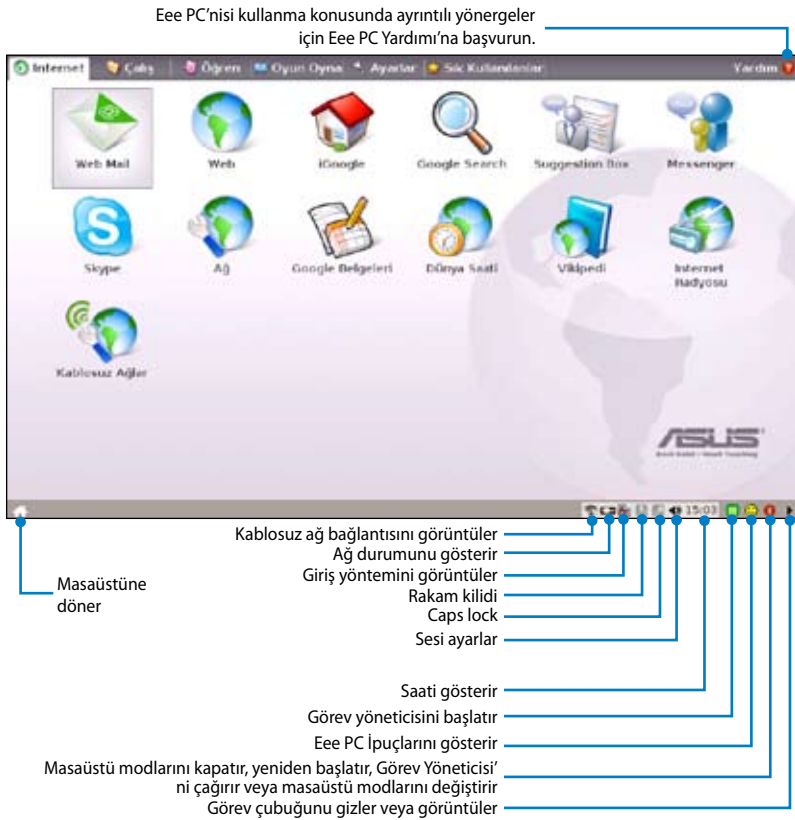 Eee PC'nisi kullanma konusunda ayrıntılı yönergeler
için Eee PC Yardımı'na başvurun.
Internet Çalış Öğren Oyun Oyna Ayarlar Sık Kullanılanlar Yardım
Web Mail Web iGoogle Google Search Suggestion Box Messenger
Skype Ağ Google Belgeleri Dünya Saati Vikipedi Internet
Radyosu
Kablosuz Ağlar
ASUS
15:03
Kablosuz ağ bağlantısını görüntüler
Ağ durumunu gösterir
Giriş yöntemini görüntüler
Rakam kilidi
Caps lock
Sesi ayarlar
Masaüstüne
döner
Saati gösterir
Görev yöneticisini başlatır
Eee PC İpuçlarını gösterir
Masaüstü modlarını kapatır, yeniden başlatır, Görev Yöneticisi'
ni çağırır veya masaüstü modlarını değiştirir
Görev çubuğunu gizler veya görüntüler